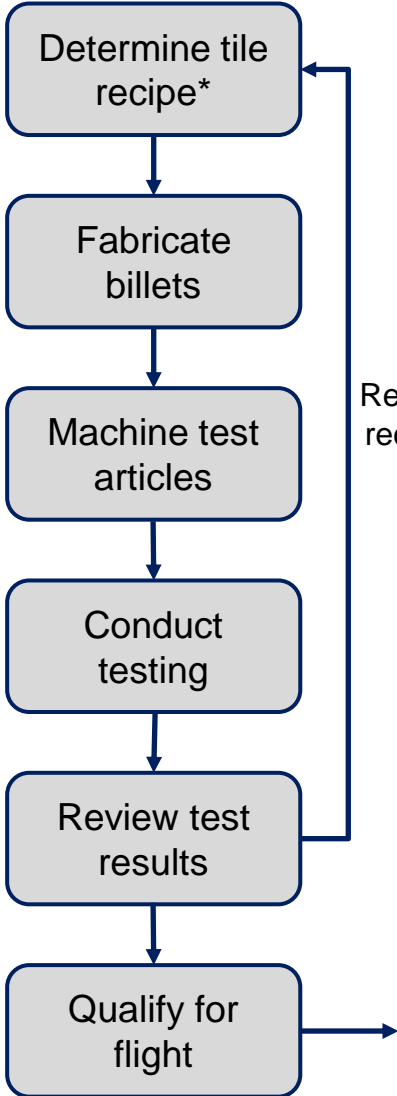 Determine tile
recipe*
Fabricate
billets
Machine test
articles
Conduct
testing
Review test
results
Qualify for
flight